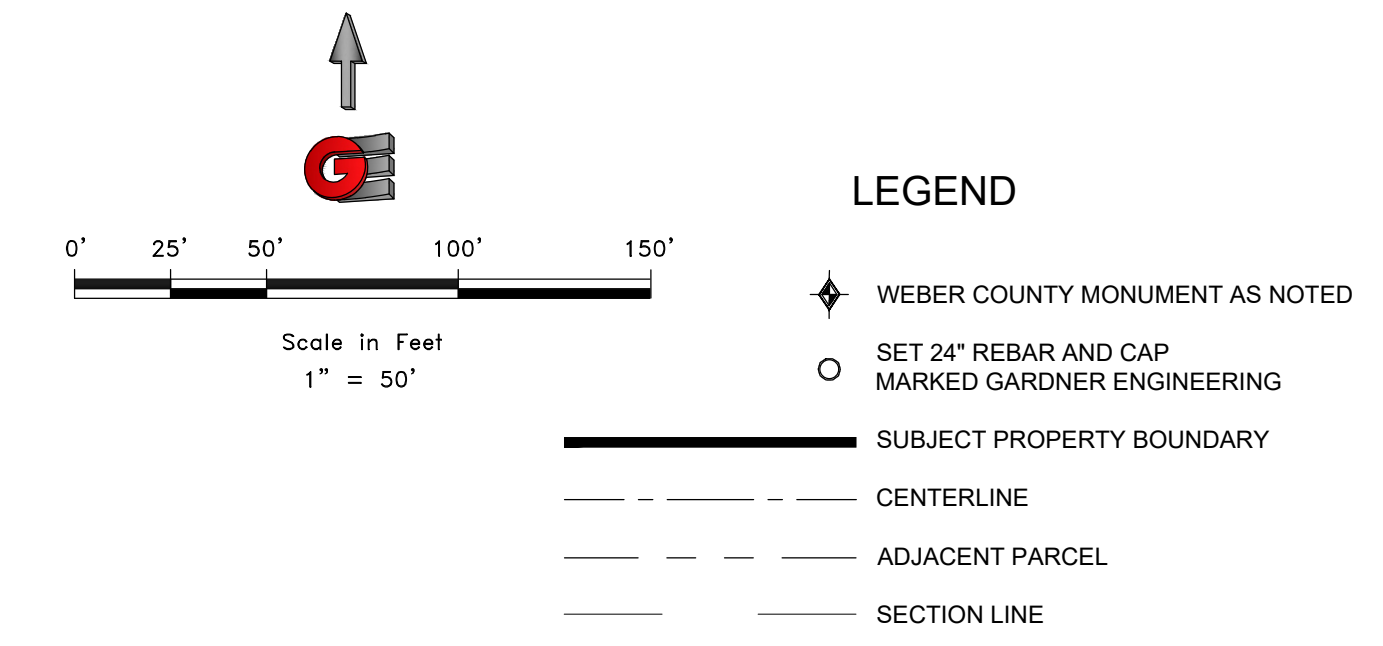 GE
0' 25' 50' 100' 150'
Scale in Feet
1" = 50'
LEGEND
WEBER COUNTY MONUMENT AS NOTED
SET 24" REBAR AND CAP
MARKED GARDNER ENGINEERING
SUBJECT PROPERTY BOUNDARY
CENTERLINE
ADJACENT PARCEL
SECTION LINE